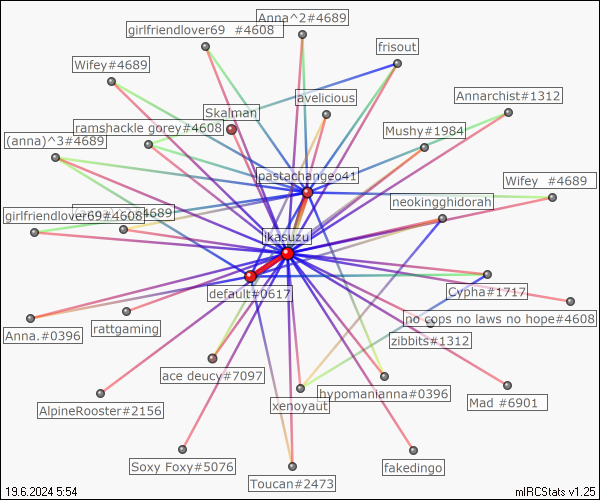 Anna^2#4689
girlfriendlover69 #4608
frisout
Wifey#4689
avelicious
Annarchist#1312
Skalman
ramshackle gorey#4608
Mushy#1984
(anna)^3#4689
pastachangeo41
Wifey #4689
neokingghidorah
girlfriendlover69#4608
4689
ikasuzu
Cypha#1717
default#0617
no cops no laws no hope#4608
Anna.#0396
rattgaming
zibbits#1312
ace deucy#7097
hypomanianna#0396
xenoyaut
Mad #6901
AlpineRooster#2156
Soxy Foxy#5076
fakedingo
Toucan#2473
19.6.2024 5:54
mIRCStats v1.25